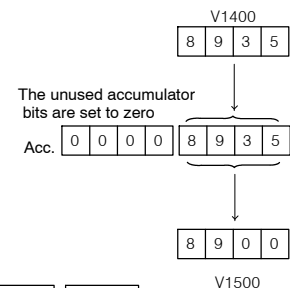 V1400
8 9 3 5
The unused accumulator
bits are set to zero
Acc. 0 0 0 0 8 9 3 5
8 9 0 0
V1500